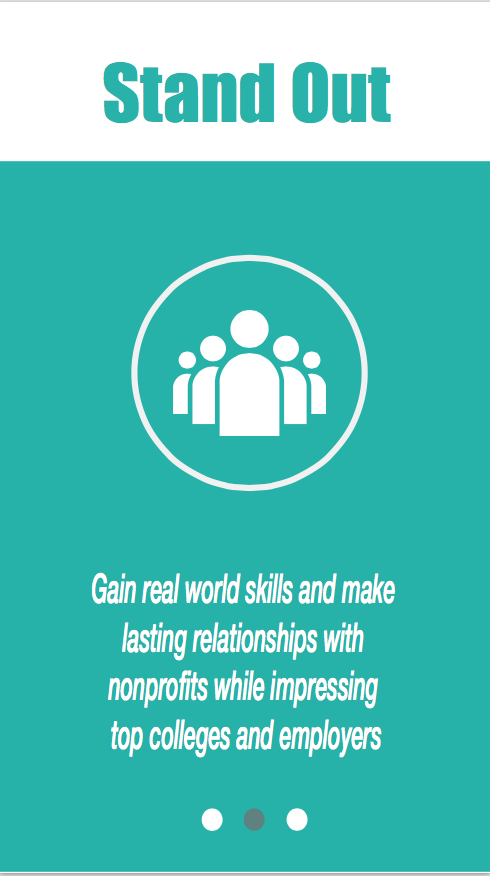 Stand Out
Gain real world skills and make
lasting relationships with
nonprofits while impressing
top colleges and employers